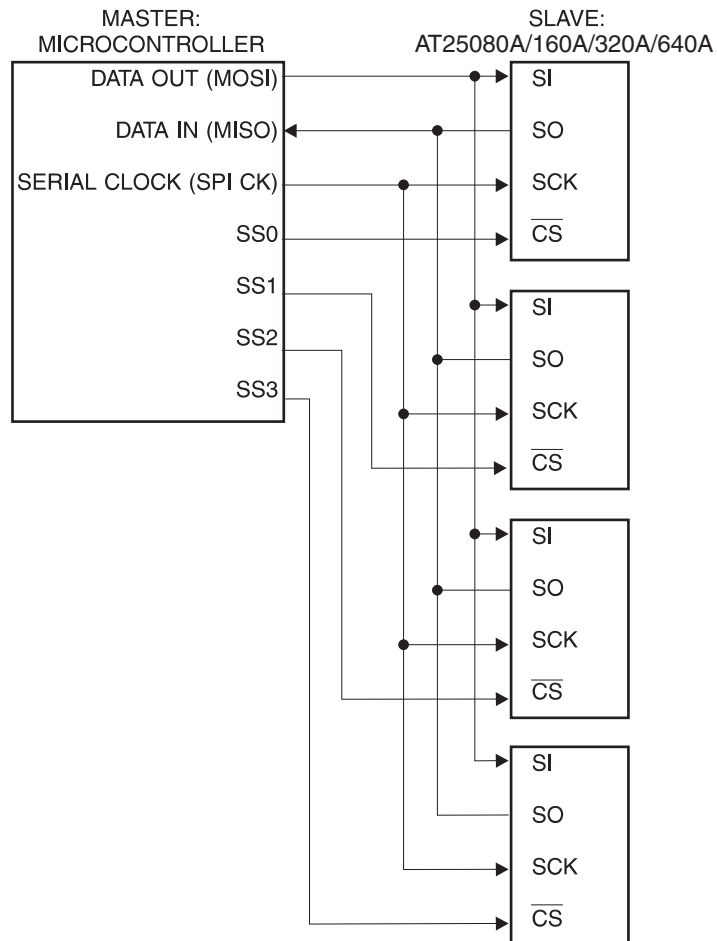 MASTER:
MICROCONTROLLER
SLAVE:
AT25080A/160A/320A/640A
DATA OUT (MOSI)
DATA IN (MISO)
SERIAL CLOCK (SPI CK)
SS0
SS1
SS2
SS3
SI
SO
SCK
CS
SI
SO
SCK
CS
SI
SO
SCK
CS
SI
SO
SCK
CS